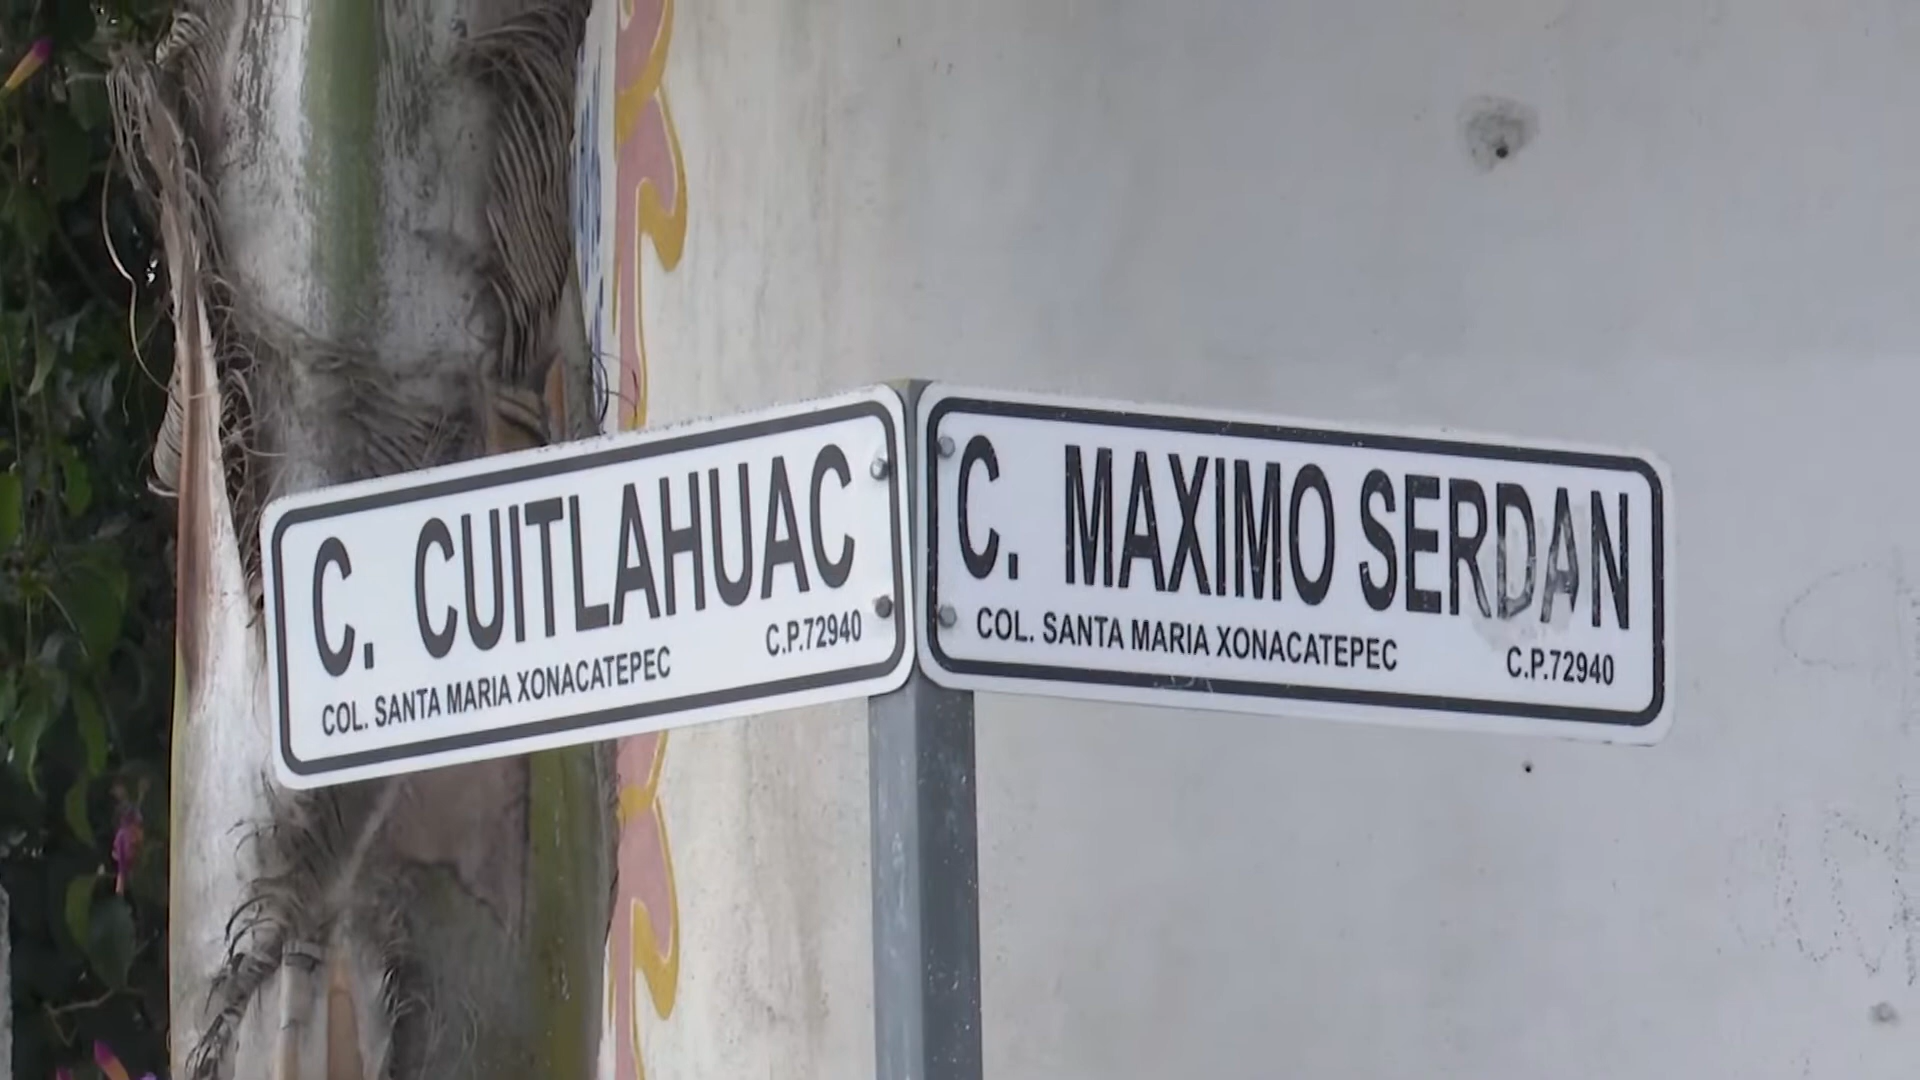 C. CUITLAHUAC
COL. SANTA MARIA XONACATEPEC C.P.72940
C. MAXIMO SERDAN
COL. SANTA MARIA XONACATEPEC C.P.72940